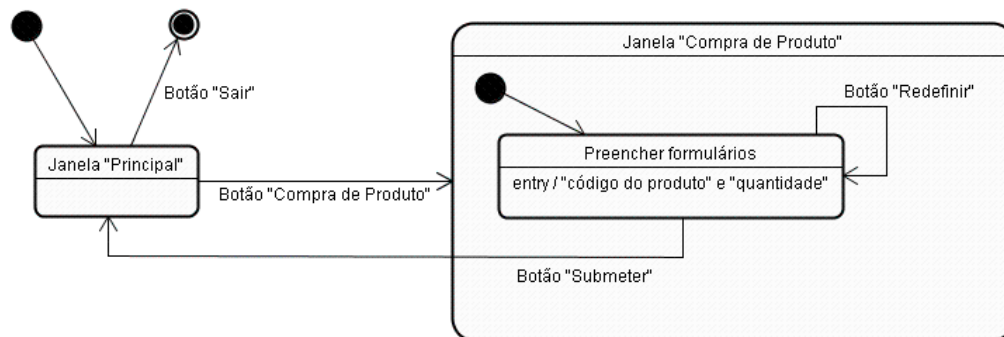 Janela "Compra de Produto"
Botão "Sair"
Botão "Redefinir"
Janela "Principal"
Preencher formulários
entry / "código do produto" e "quantidade"
Botão "Compra de Produto"
Botão "Submeter"